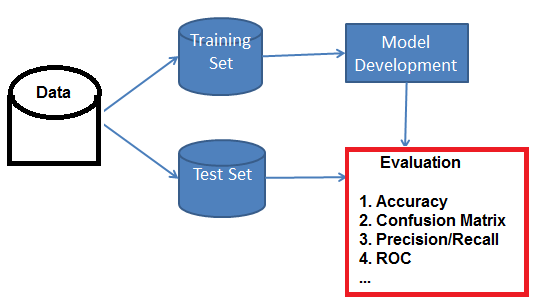 Data
Training
Set
Model
Development
Test Set
Evaluation
1. Accuracy
2. Confusion Matrix
3. Precision/Recall
4. ROC
...